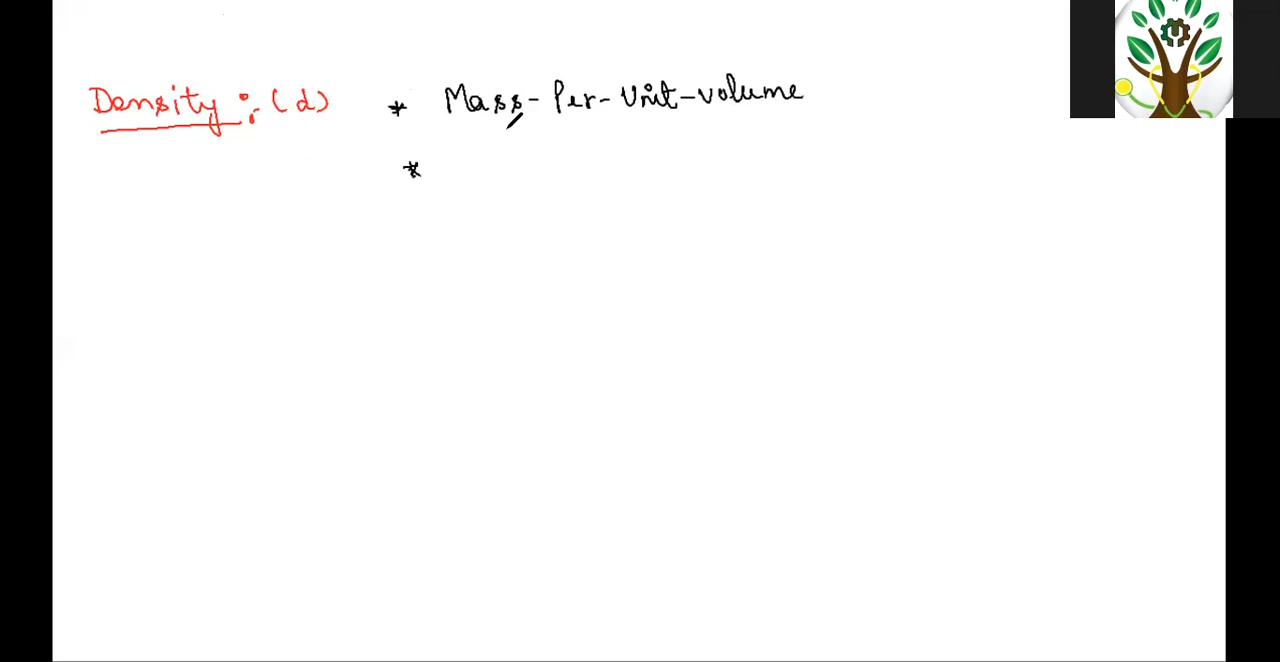 Density :- (d) * Mass - Per - Unit - volume
*